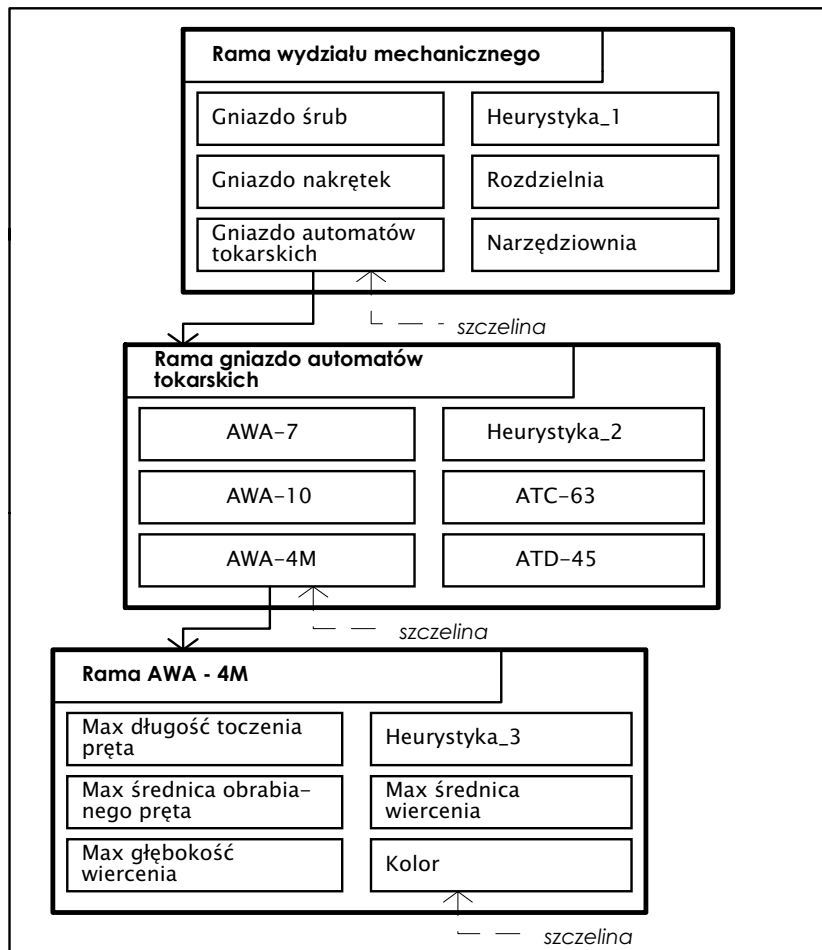 Rama wydziału mechanicznego
Gniazdo śrub
Heurystyka_1
Gniazdo nakrętek
Rozdzielnia
Gniazdo automatów
tokarskich
Narzędziownia
szczelina
Rama gniazdo automatów
tokarskich
AWA-7
Heurystyka_2
AWA-10
ATC-63
AWA-4M
ATD-45
szczelina
Rama AWA - 4M
Max długość toczenia
pręta
Heurystyka_3
Max średnica obrabia-
nego pręta
Max średnica
wiercenia
Max głębokość
wiercenia
Kolor
szczelina